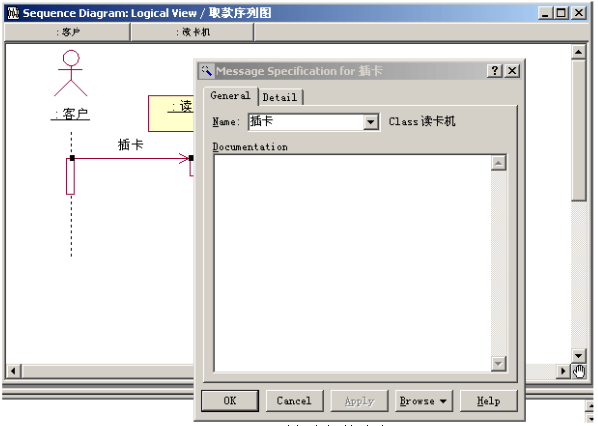 Sequence Diagram: Logical View / 取款序列图
: 客户
: 读卡机
Message Specification for 插卡
General
Detail
: 客户
: 读
Name:
插卡
Class 读卡机
插卡
Documentation
OK
Cancel
Apply
Browse
Help